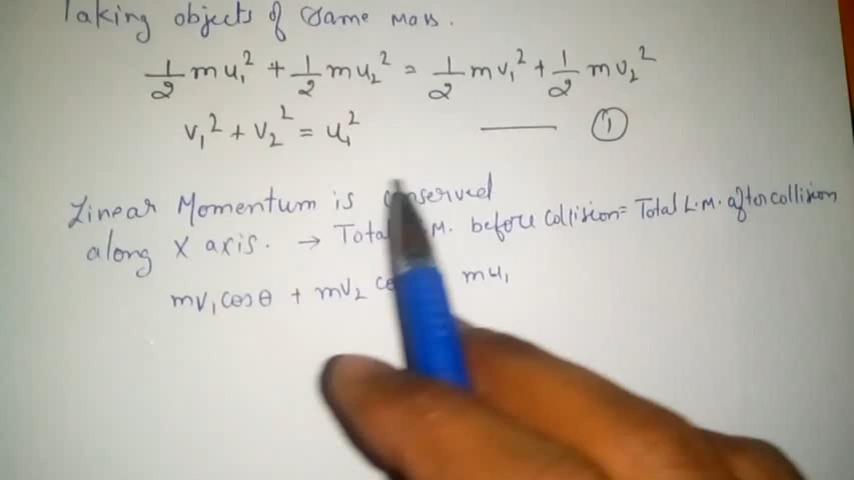 Taking objects of same mass.
1/2 mu₁² + 1/2 mu₂² = 1/2 mv₁² + 1/2 mv₂²
v₁² + v₂² = u₁² —— ①
Linear Momentum is conserved
along X axis. → Total M. before collision = Total L.M. after collision
mv₁ cosθ + mv₂ mu₁